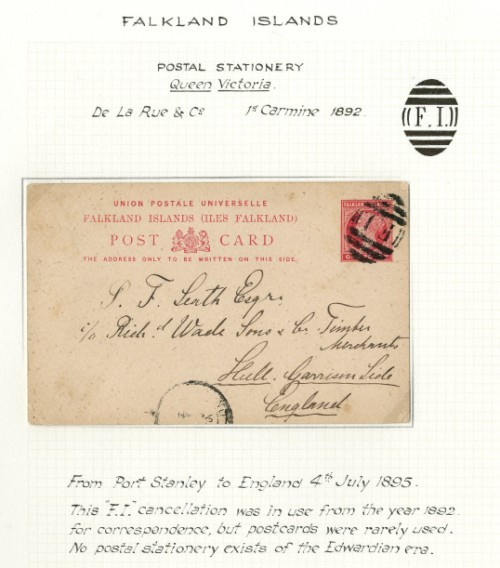 FALKLAND ISLANDS
POSTAL STATIONERY
Queen Victoria.
De La Rue & Co 1st Carmine 1892.
((F. I.))
UNION POSTALE UNIVERSELLE
FALKLAND ISLANDS (ILES FALKLAND)
POST CARD
THE ADDRESS ONLY TO BE WRITTEN ON THIS SIDE.
FALKLAND
F. Esqre
c/o Rich.d Wade Sons & Co. Timber
Merchants
Hull. Garrison Side
England
From Port Stanley to England 4th July 1895.
This "F.I." cancellation was in use from the year 1892.
for correspondence, but postcards were rarely used.
No postal stationery exists of the Edwardian era.